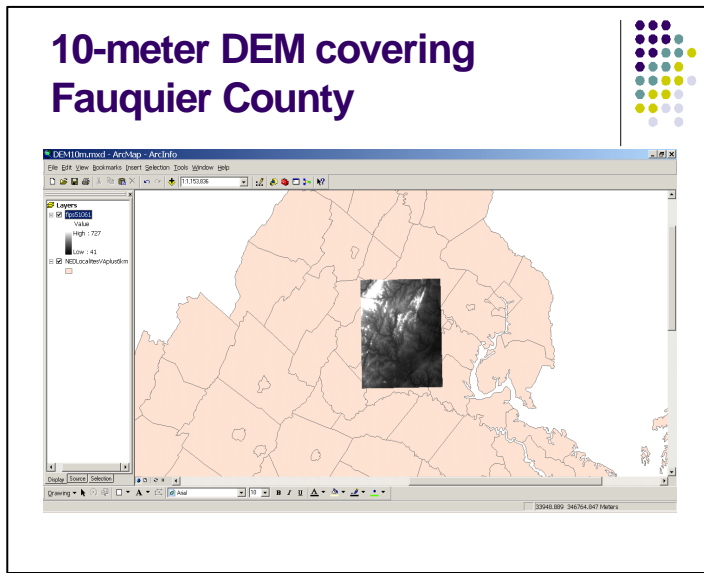 10-meter DEM covering
Fauquier County
DEM10m.mxd - ArcMap - ArcInfo
File Edit View Bookmarks Insert Selection Tools Window Help
1:1,153,836
Layers
fips51061
Value
High : 727
Low : 41
NEDLocalitesVAplus6km
Display Source Selection
Drawing A Arial 10 B I U A
33948.889 346764.847 Meters